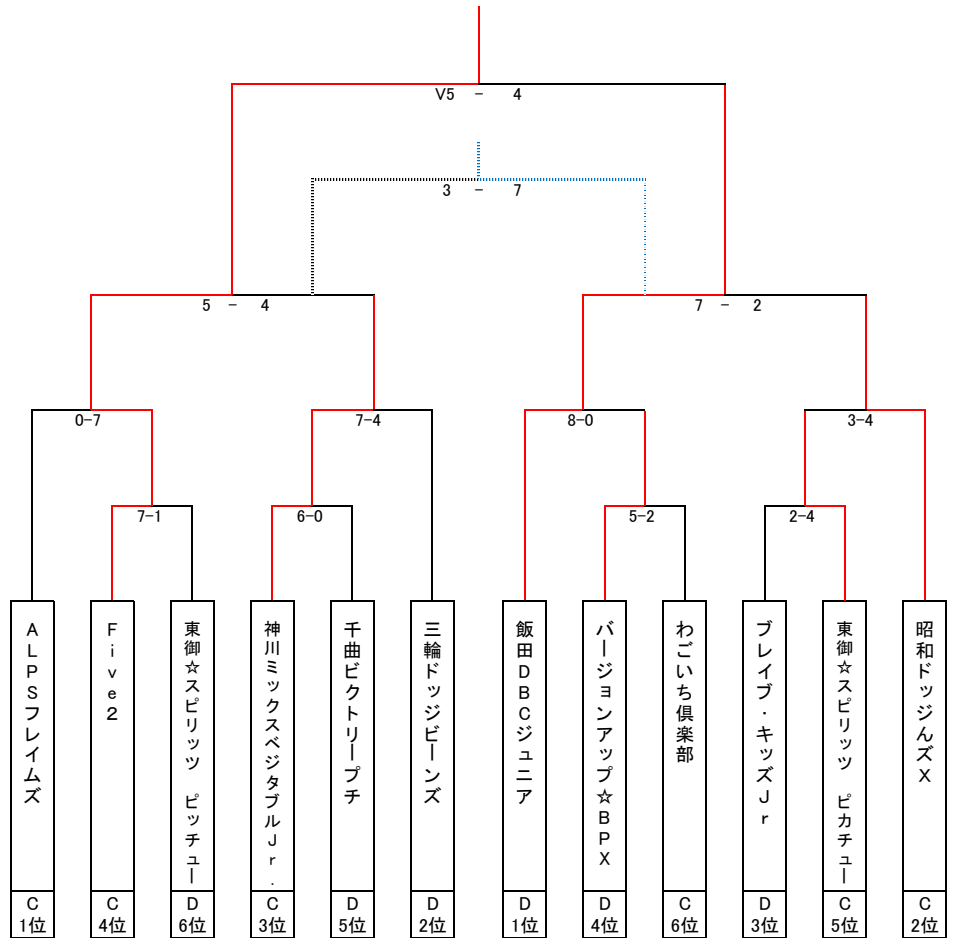 V5 － 4
3 － 7
5 － 4
7 － 2
0-7
7-4
8-0
3-4
7-1
6-0
5-2
2-4
ALPSフレイムズ
Five2
東御☆スピリッツ　ピッチュー
神川ミックスベジタブルJr.
千曲ビクトリープチ
三輪ドッジビーンズ
飯田DBCジュニア
バージョンアップ☆BPX
わごいち倶楽部
ブレイブ・キッズJr
東御☆スピリッツ　ピカチュー
昭和ドッジんズX
C 1位
C 4位
D 6位
C 3位
D 5位
D 2位
D 1位
D 4位
C 6位
D 3位
C 5位
C 2位